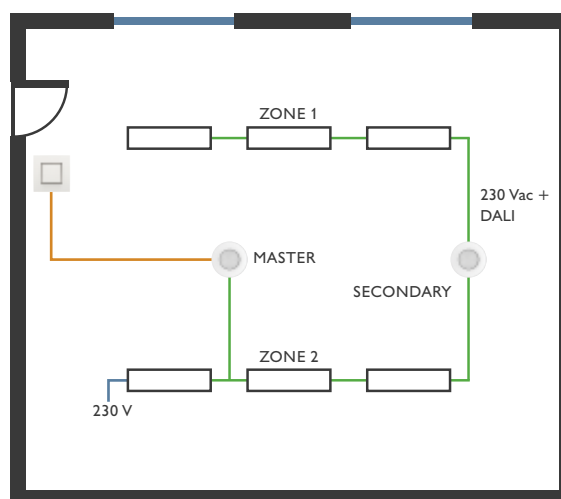 ZONE 1
230 Vac +
DALI
MASTER
SECONDARY
ZONE 2
230 V